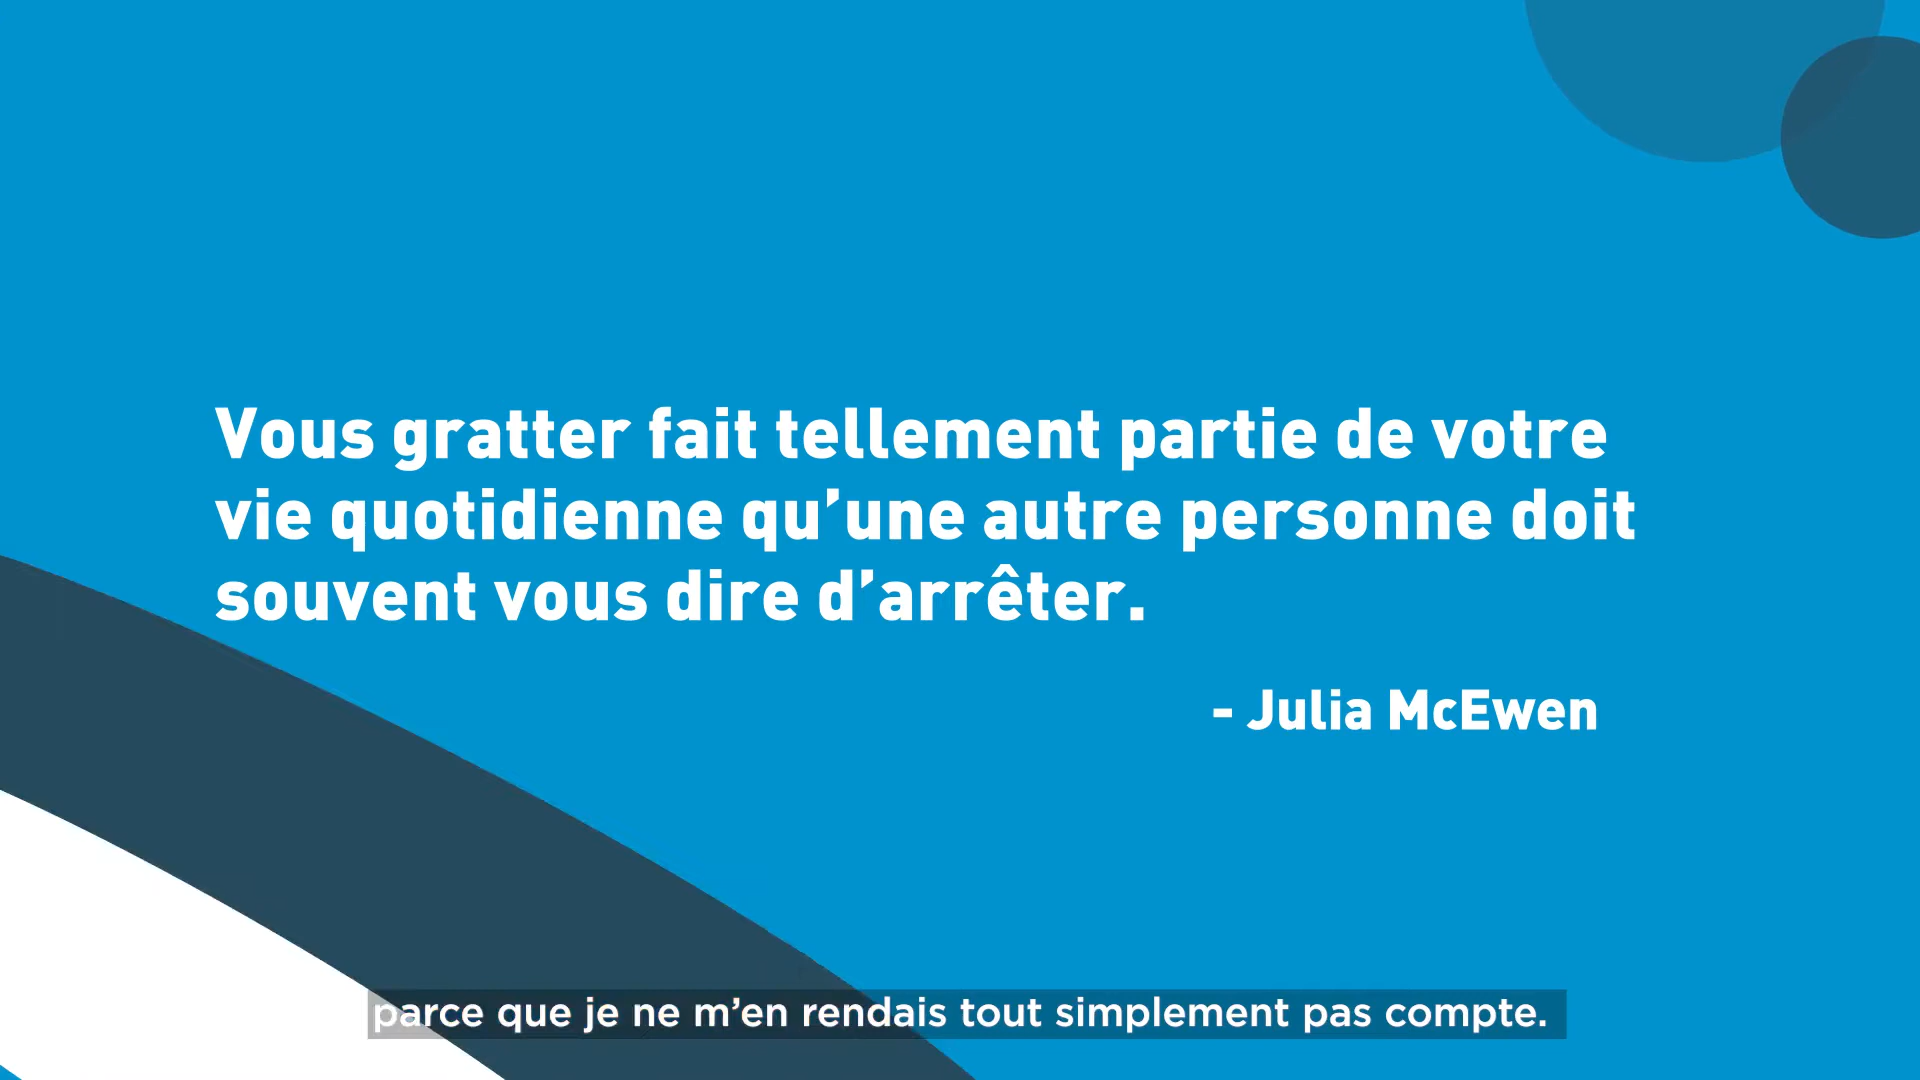 Vous gratter fait tellement partie de votre
vie quotidienne qu’une autre personne doit
souvent vous dire d’arrêter.
- Julia McEwen
parce que je ne m’en rendais tout simplement pas compte.